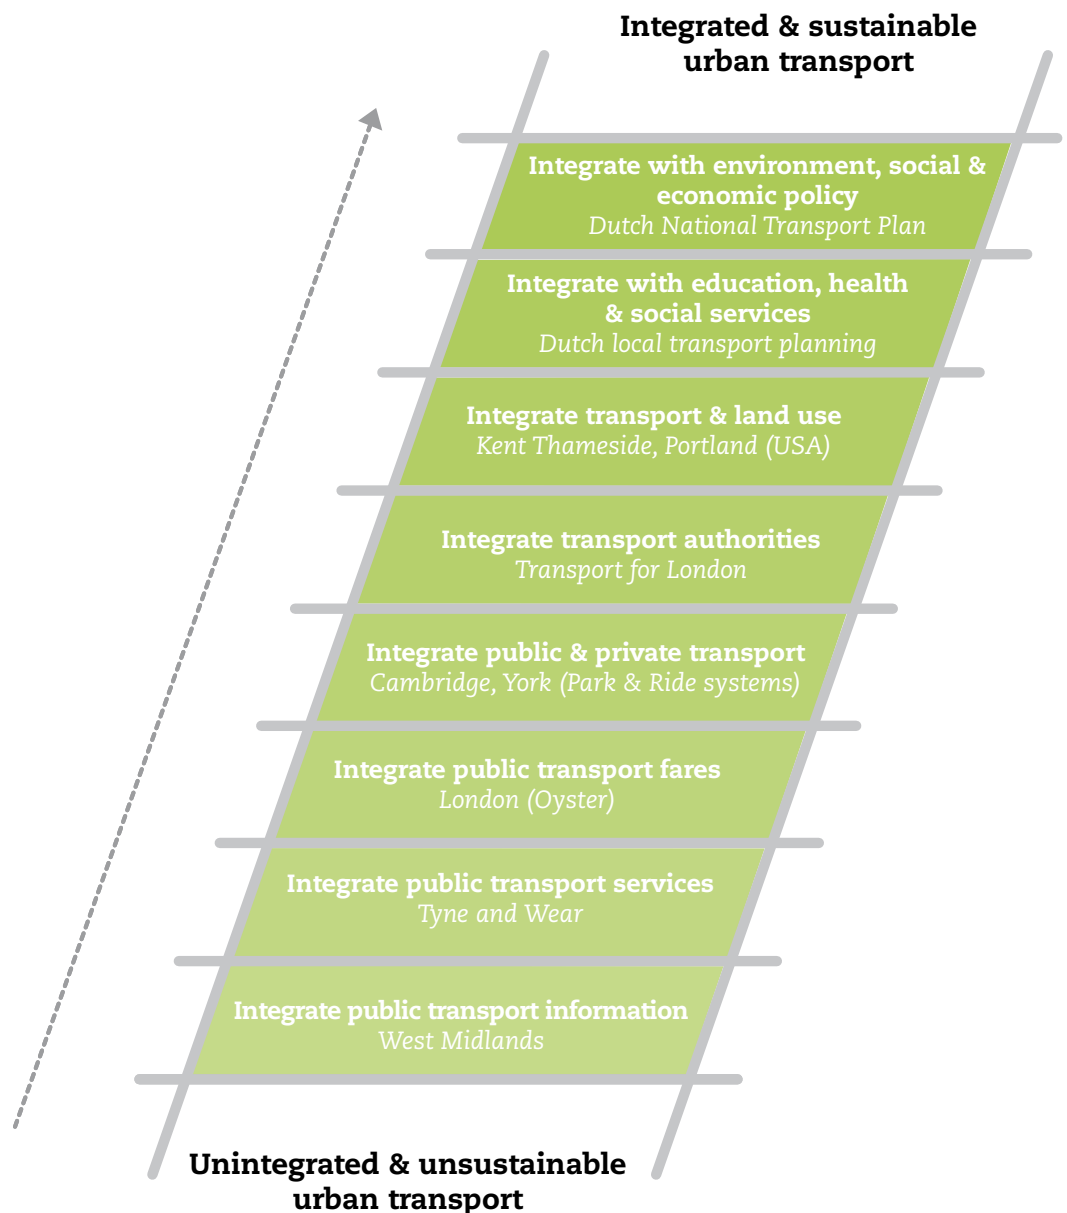 Integrated & sustainable
urban transport
Integrate with environment, social &
economic policy
Dutch National Transport Plan
Integrate with education, health
& social services
Dutch local transport planning
Integrate transport & land use
Kent Thameside, Portland (USA)
Integrate transport authorities
Transport for London
Integrate public & private transport
Cambridge, York (Park & Ride systems)
Integrate public transport fares
London (Oyster)
Integrate public transport services
Tyne and Wear
Integrate public transport information
West Midlands
Unintegrated & unsustainable
urban transport